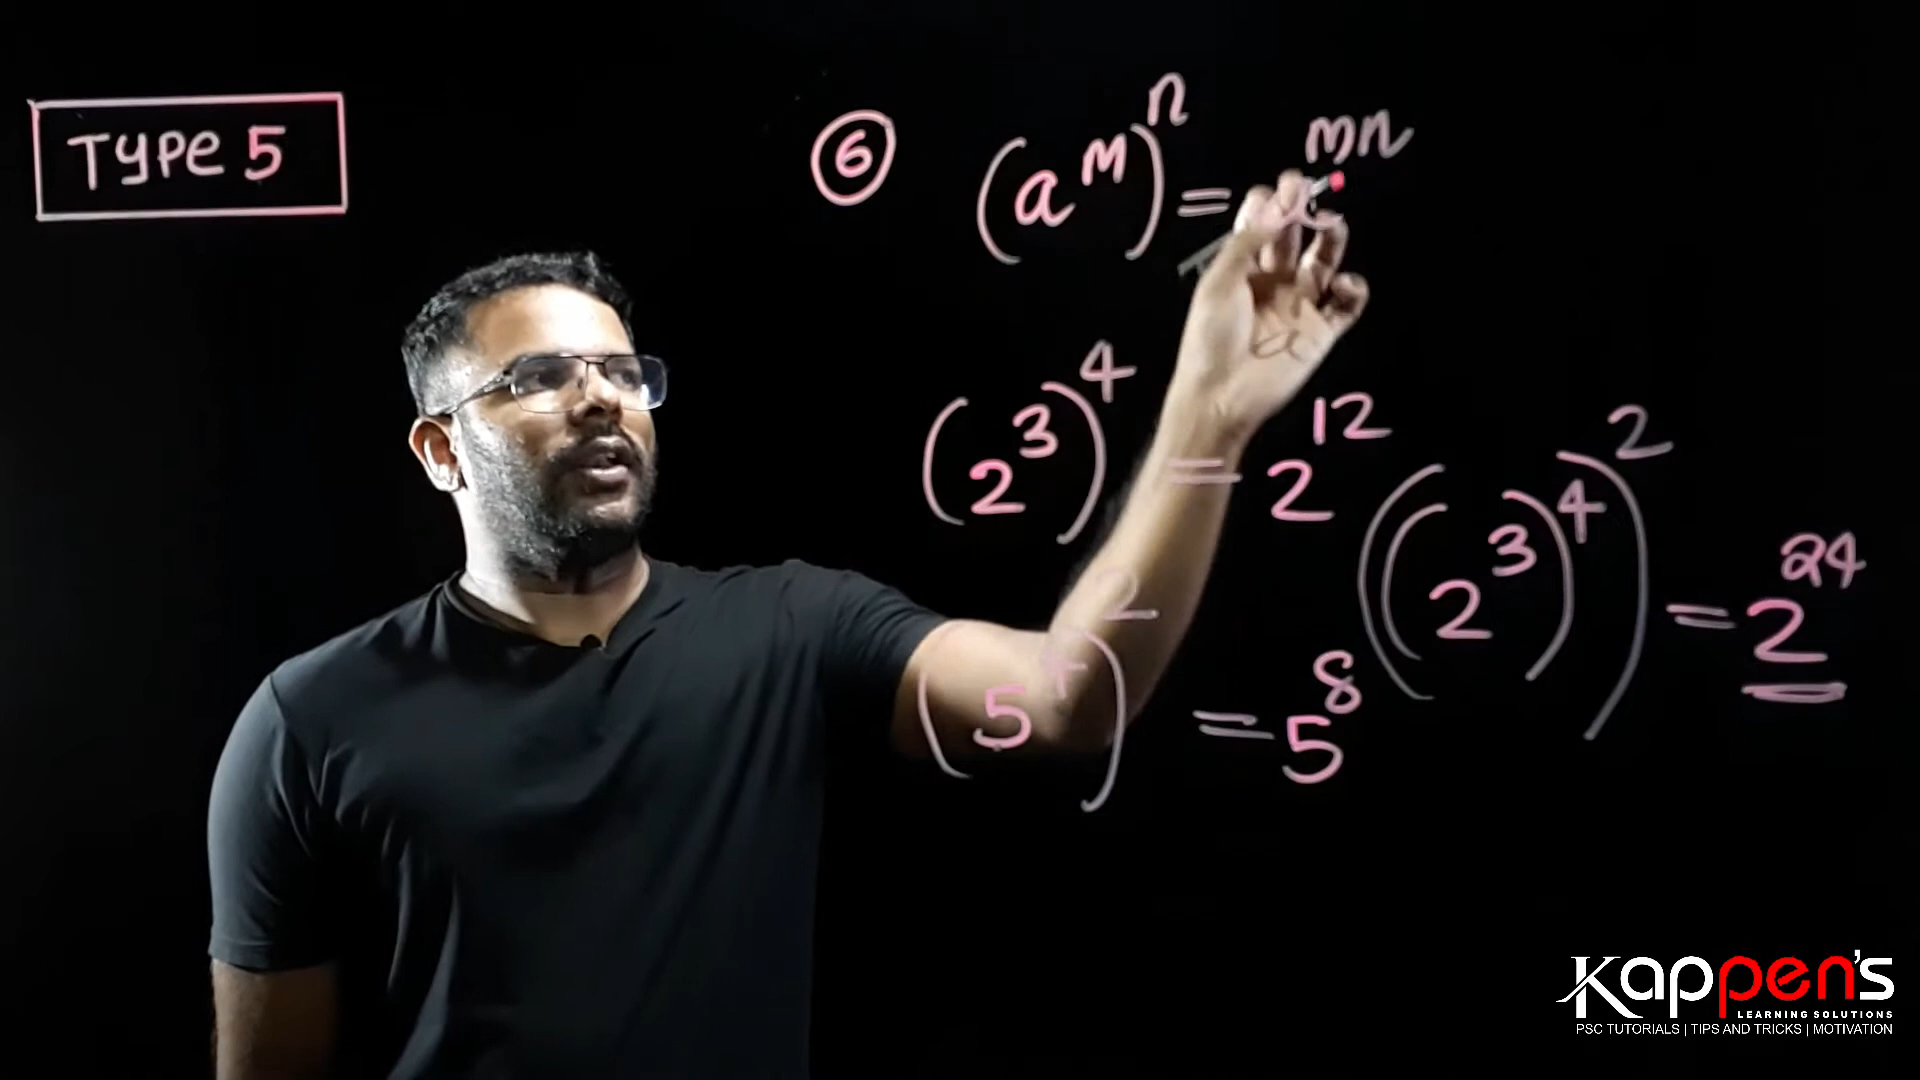 TYPE 5
⑥ (a^m)^n = a^mn
(2^3)^4 = 2^12
((2^3)^4)^2 = 2^24
(5^4)^2 = 5^8
Kappen's
LEARNING SOLUTIONS
PSC TUTORIALS | TIPS AND TRICKS | MOTIVATION